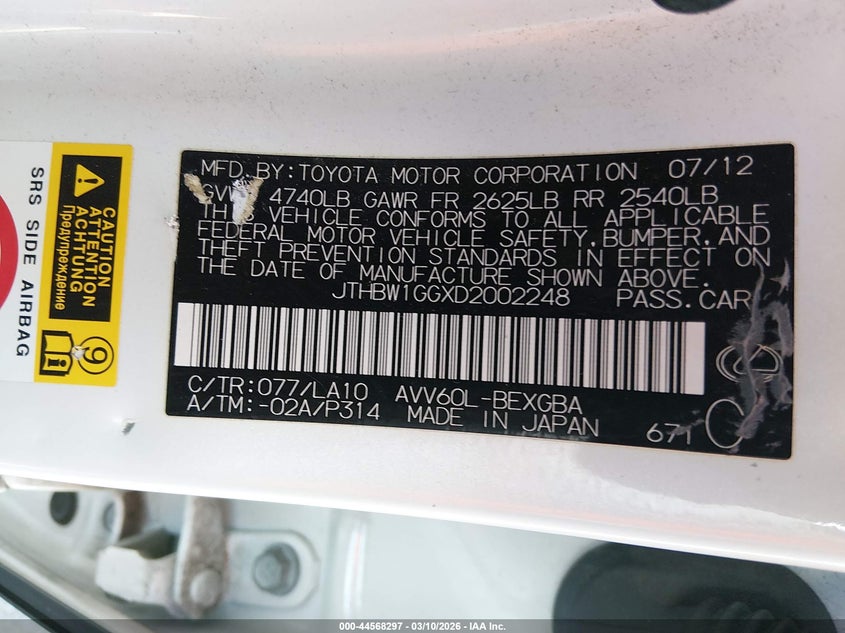 MFD.BY:TOYOTA MOTOR CORPORATION 07/12
4740LB GAWR FR 2625LB RR 2540LB
THIS VEHICLE CONFORMS TO ALL APPLICABLE
FEDERAL MOTOR VEHICLE SAFETY,BUMPER,AND
THEFT PREVENTION STANDARDS IN EFFECT ON
THE DATE OF MANUFACTURE SHOWN ABOVE.
JTHBW1GGXD2002248 PASS.CAR
C/TR:077/LA10 AVV60L-BEXGBA
A/TM:-02A/P314 MADE IN JAPAN 671
C
SRS SIDE AIRBAG
CAUTION
ATTENTION
ACHTUNG
Предупреждение
9
000-44568297 - 03/10/2026 - IAA Inc.